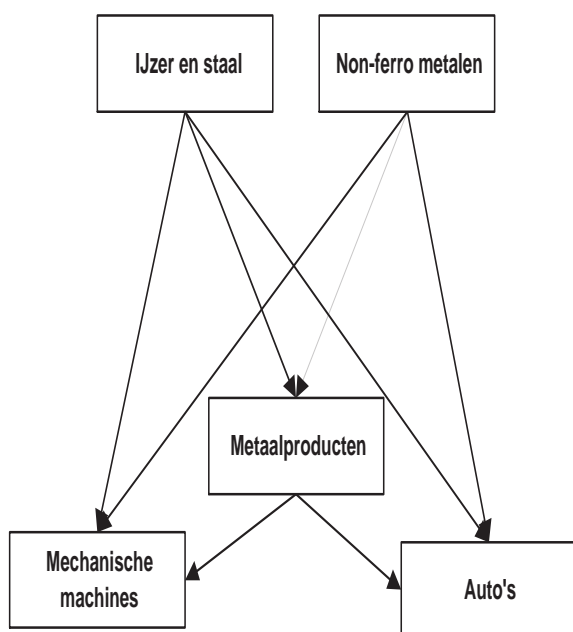 IJzer en staal
Non-ferro metalen
Metaalproducten
Mechanische
machines
Auto's